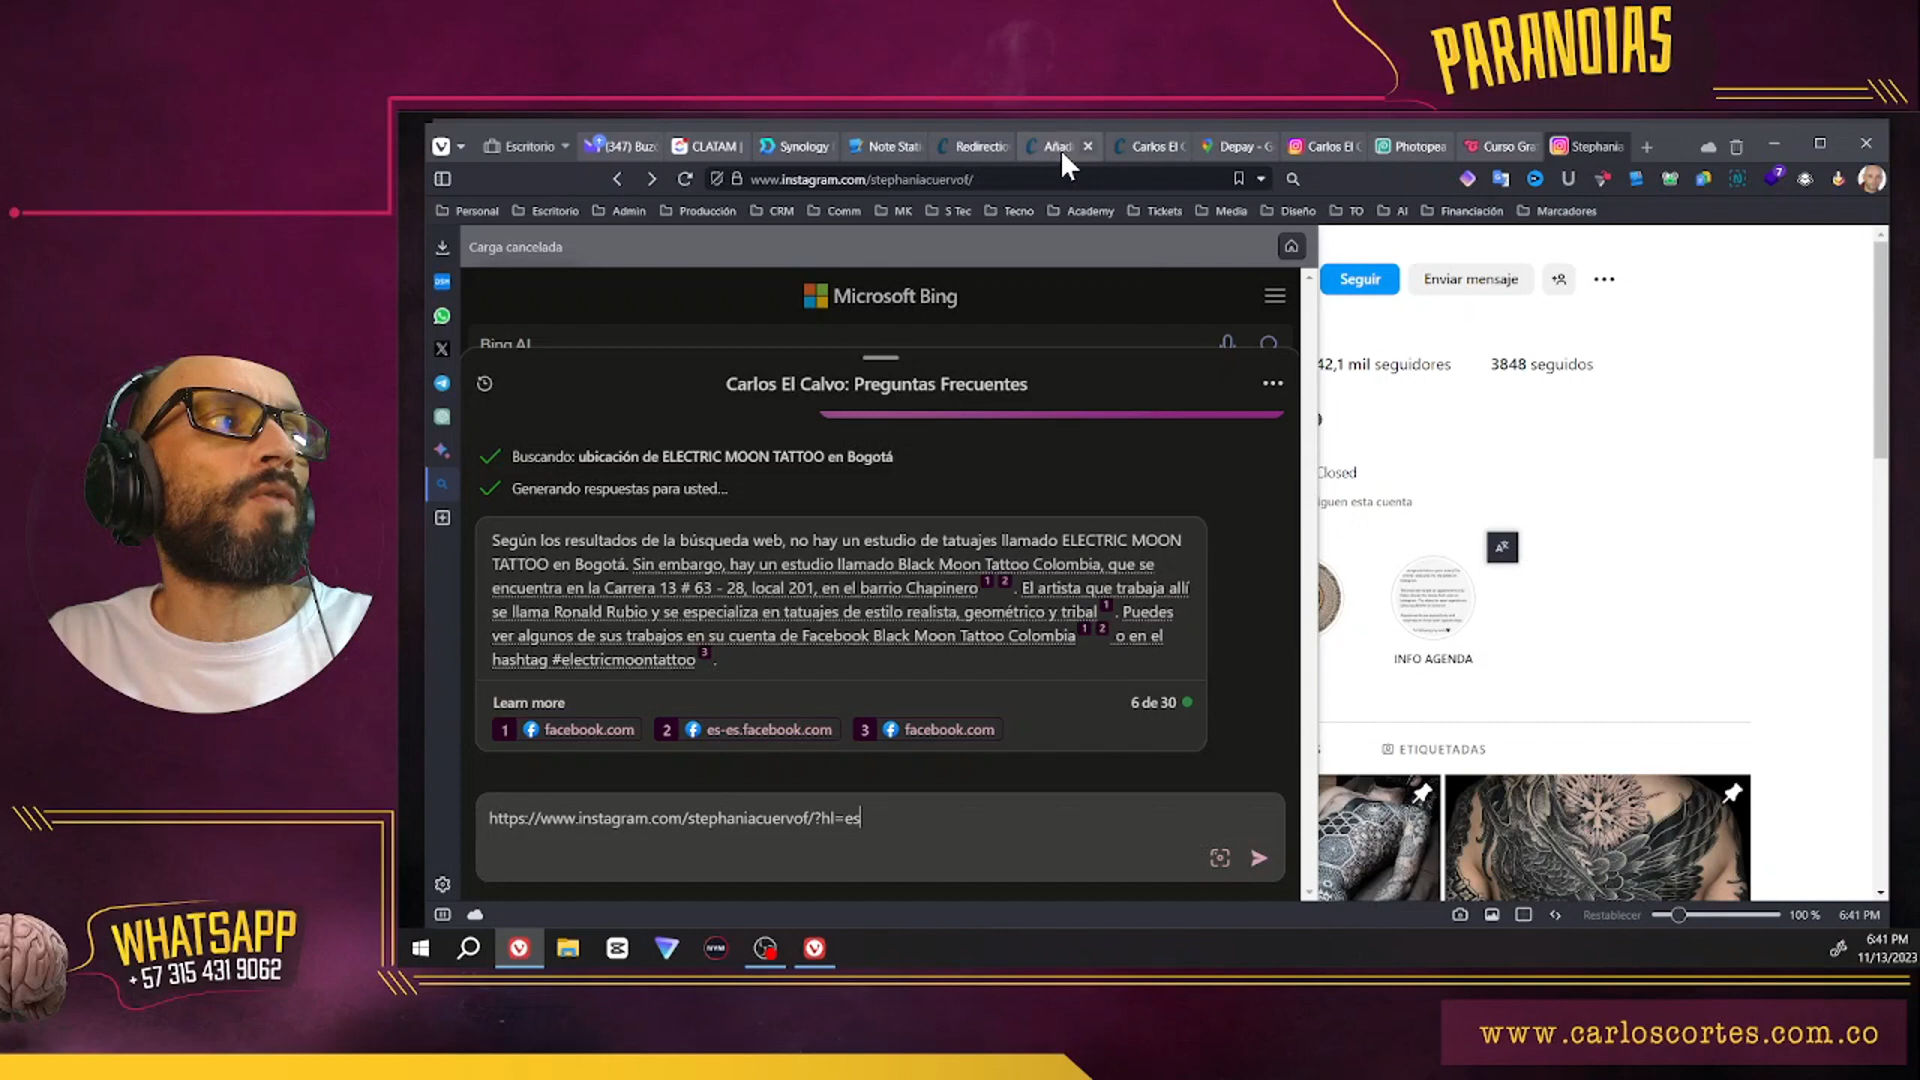 PARANOIAS
Escritorio
(347) Buzo
CLATAM |
Synology
Note Stati
Redirectio
Añad
Carlos El C
Depay - G
Carlos El C
Photopea
Curso Gra
Stephania
www.instagram.com/stephaniacuervof/
7
Personal
Escritorio
Admin
Producción
CRM
Comm
MK
S Tec
Tecno
Academy
Tickets
Media
Diseño
TO
AI
Financiación
Marcadores
Carga cancelada
DSM
Microsoft Bing
Bing AI
Carlos El Calvo: Preguntas Frecuentes
Buscando: ubicación de ELECTRIC MOON TATTOO en Bogotá
Generando respuestas para usted...
Según los resultados de la búsqueda web, no hay un estudio de tatuajes llamado ELECTRIC MOON
TATTOO en Bogotá. Sin embargo, hay un estudio llamado Black Moon Tattoo Colombia, que se
encuentra en la Carrera 13 # 63 - 28, local 201, en el barrio Chapinero 1 2 . El artista que trabaja allí
se llama Ronald Rubio y se especializa en tatuajes de estilo realista, geométrico y tribal 1 . Puedes
ver algunos de sus trabajos en su cuenta de Facebook Black Moon Tattoo Colombia 1 2 o en el
hashtag #electricmoontattoo 3 .
Learn more
6 de 30
1 facebook.com
2 es-es.facebook.com
3 facebook.com
https://www.instagram.com/stephaniacuervof/?hl=es
Seguir
Enviar mensaje
42,1 mil seguidores
3848 seguidos
Closed
iguen esta cuenta
INFO AGENDA
ETIQUETADAS
Restablecer
100 %
6:41 PM
NYM
6:41 PM
11/13/2023
WHATSAPP
+ 57 315 431 9062
www.carloscortes.com.co